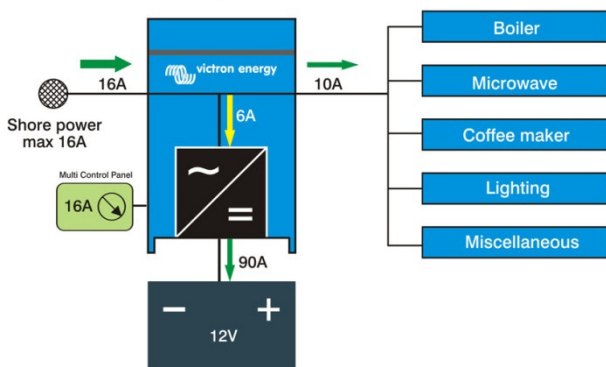 victron energy
16A
10A
6A
Shore power
max 16A
Multi Control Panel
16A
90A
12V
Boiler
Microwave
Coffee maker
Lighting
Miscellaneous